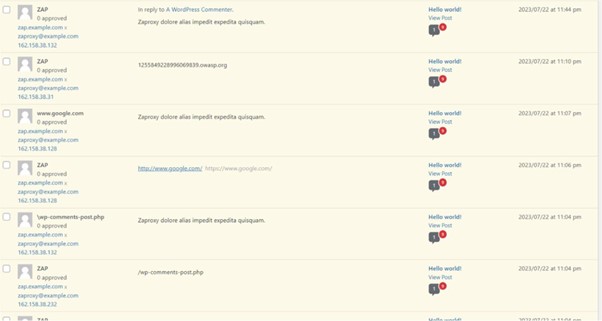 ZAP
0 approved
zap.example.com x
zaproxy@example.com
162.158.38.132
In reply to A WordPress Commenter.
Zaproxy dolore alias impedit expedita quisquam.
Hello world!
View Post
1
2023/07/22 at 11:44 pm
ZAP
0 approved
zap.example.com x
zaproxy@example.com
162.158.38.31
1255849228996069839.owasp.org
Hello world!
View Post
1
2023/07/22 at 11:10 pm
www.google.com
0 approved
zap.example.com x
zaproxy@example.com
162.158.38.128
Zaproxy dolore alias impedit expedita quisquam.
Hello world!
View Post
1
2023/07/22 at 11:07 pm
ZAP
0 approved
zap.example.com x
zaproxy@example.com
162.158.38.128
http://www.google.com/ https://www.google.com/
Hello world!
View Post
1
2023/07/22 at 11:06 pm
\wp-comments-post.php
0 approved
zap.example.com x
zaproxy@example.com
162.158.38.132
Zaproxy dolore alias impedit expedita quisquam.
Hello world!
View Post
1
2023/07/22 at 11:04 pm
ZAP
0 approved
zap.example.com x
zaproxy@example.com
162.158.38.232
/wp-comments-post.php
Hello world!
View Post
1
2023/07/22 at 11:04 pm